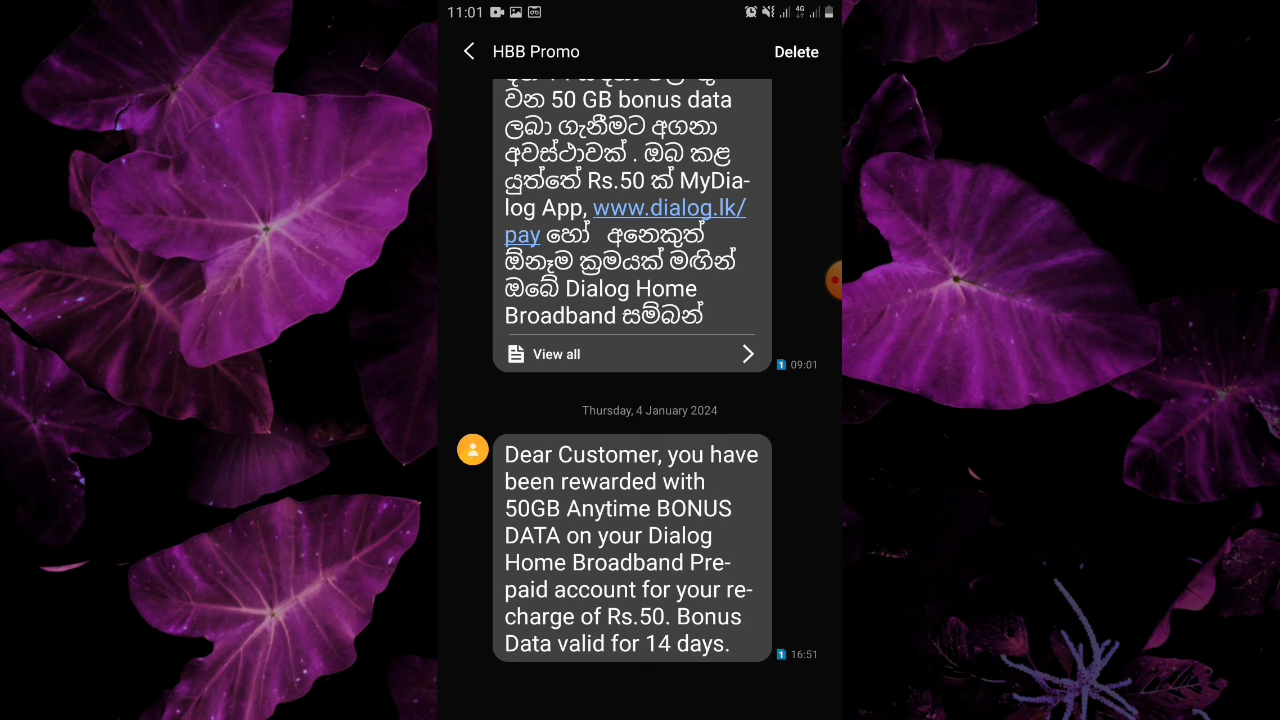 11:01
4G
HBB Promo
Delete
වන 50 GB bonus data
ලබා ගැනීමට අගනා
අවස්ථාවක් . ඔබ කළ
යුත්තේ Rs.50 ක් MyDia-
log App, www.dialog.lk/
pay හෝ අනෙකුත්
ඕනෑම ක්‍රමයක් මඟින්
ඔබේ Dialog Home
Broadband සම්බන්
View all
1 09:01
Thursday, 4 January 2024
Dear Customer, you have
been rewarded with
50GB Anytime BONUS
DATA on your Dialog
Home Broadband Pre-
paid account for your re-
charge of Rs.50. Bonus
Data valid for 14 days.
1 16:51